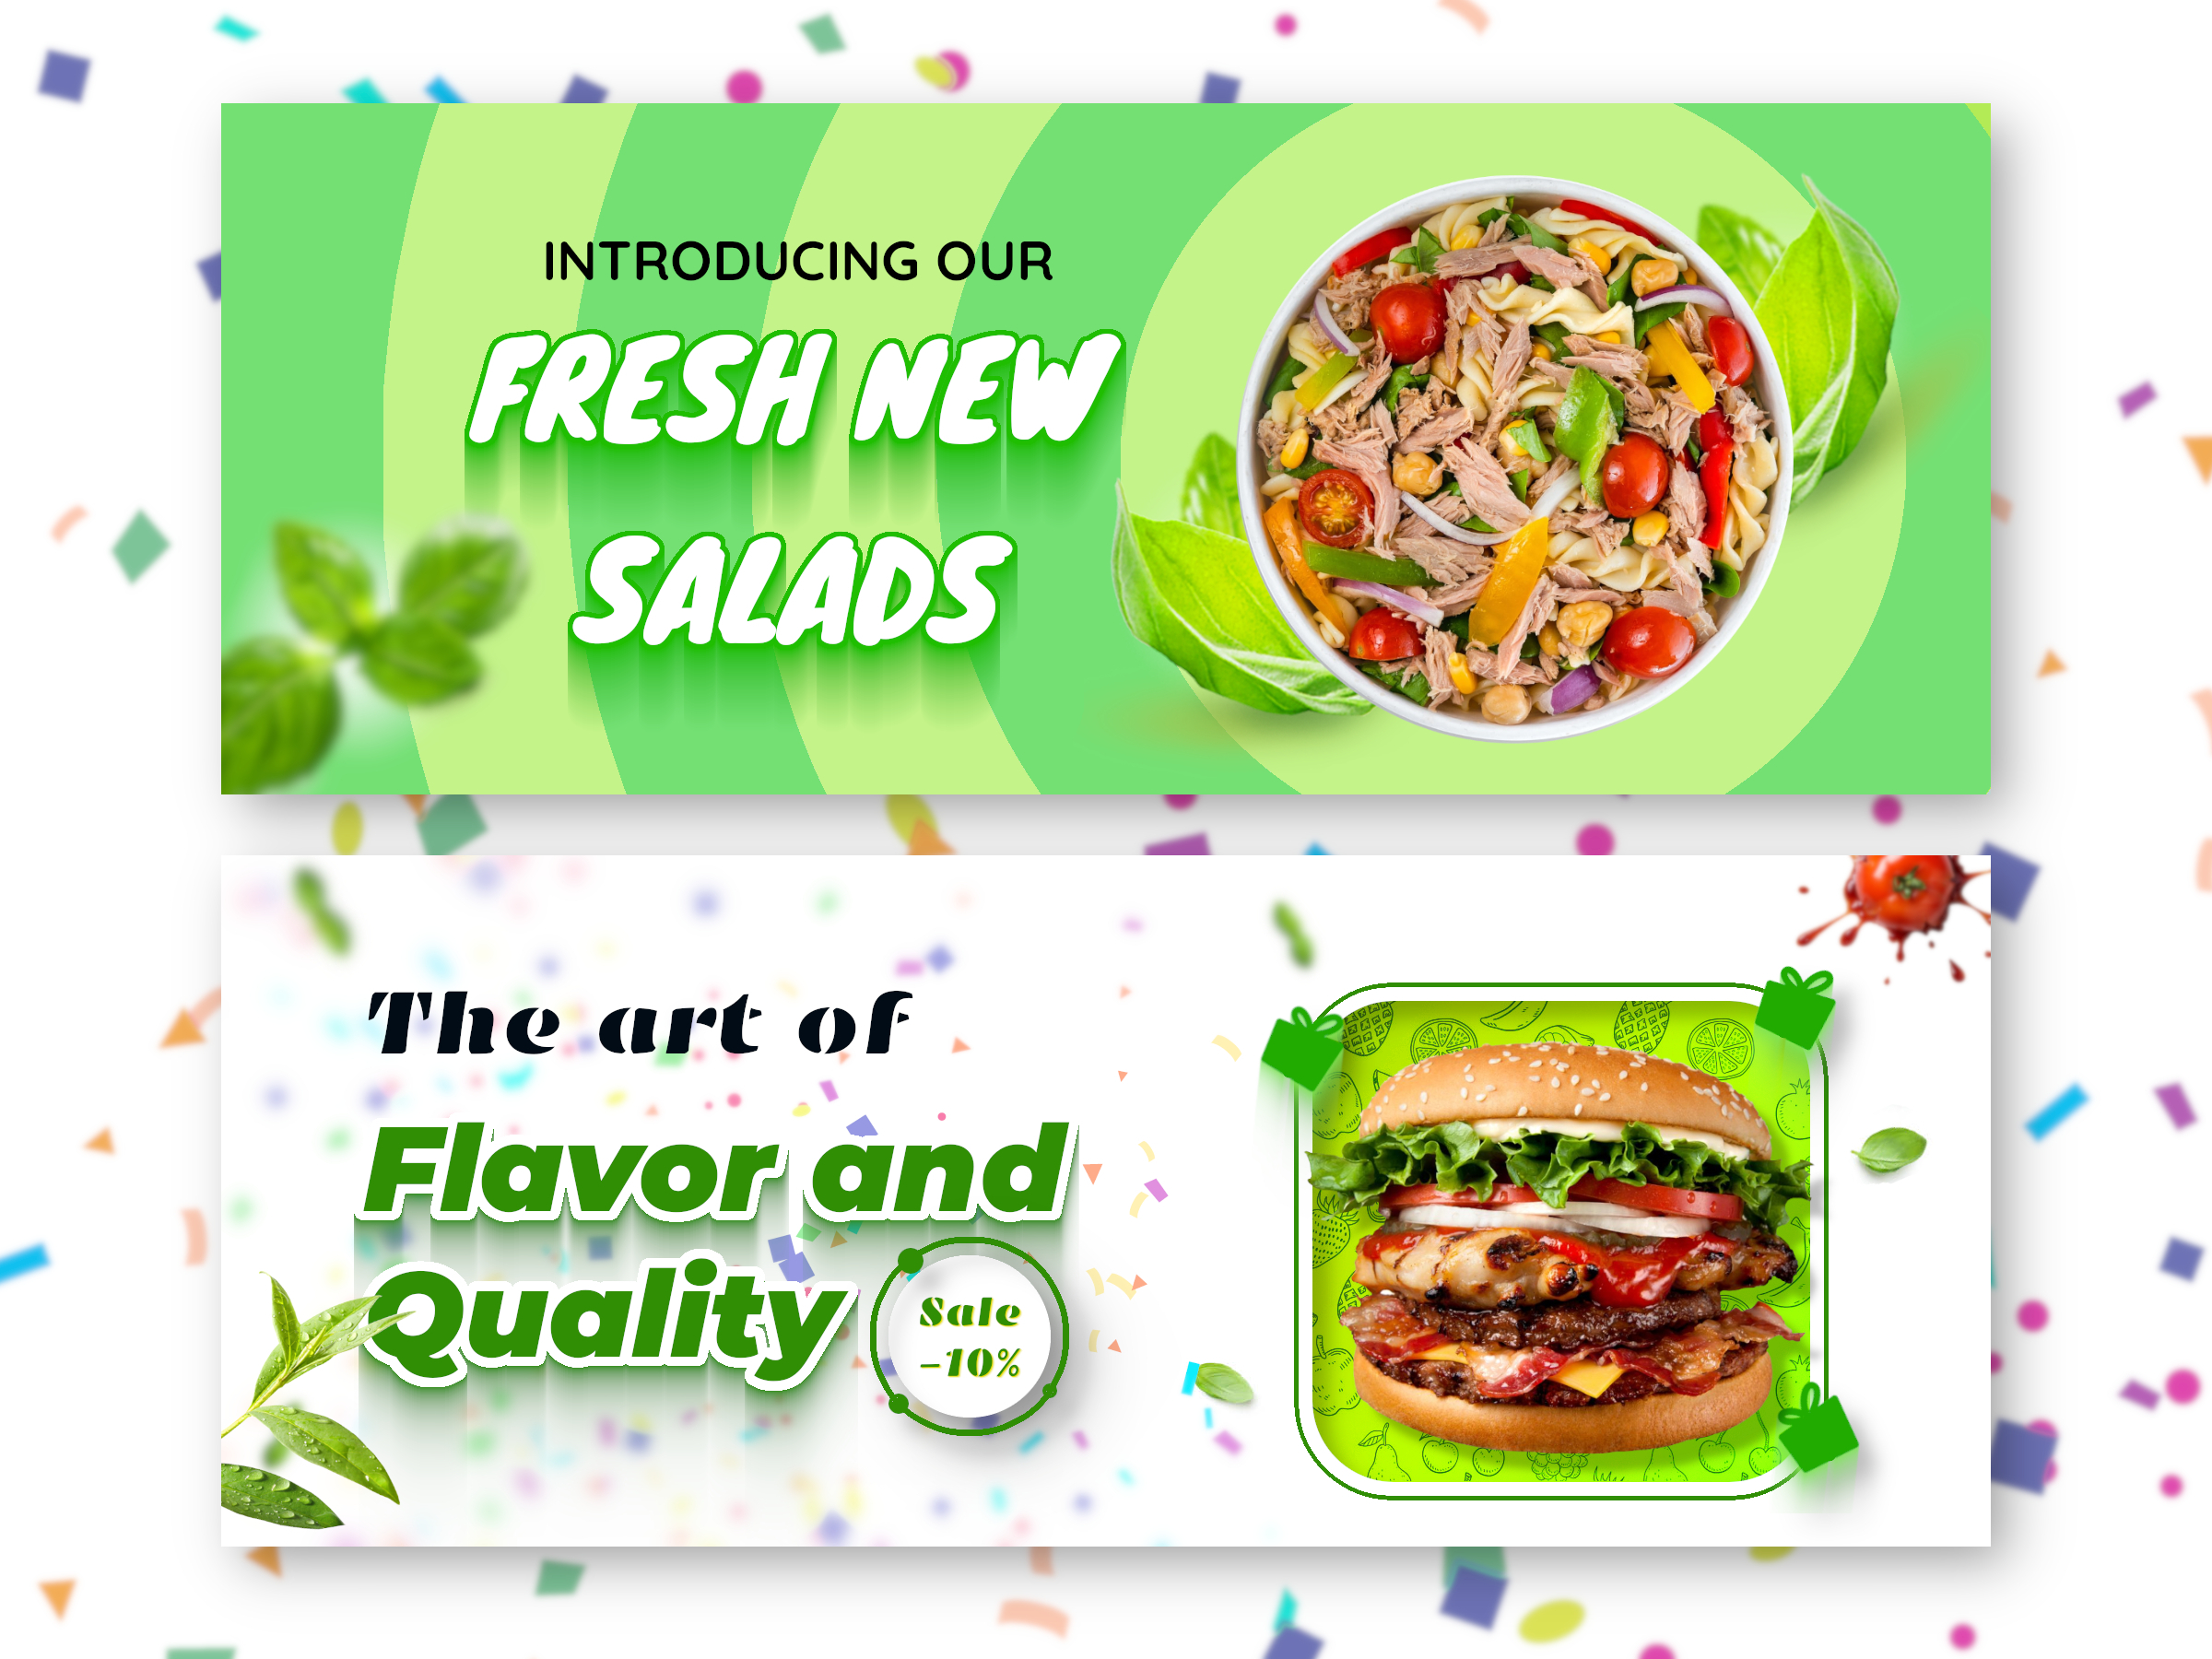 INTRODUCING OUR
FRESH NEW
SALADS
The art of
Flavor and
Quality
Sale
-10%